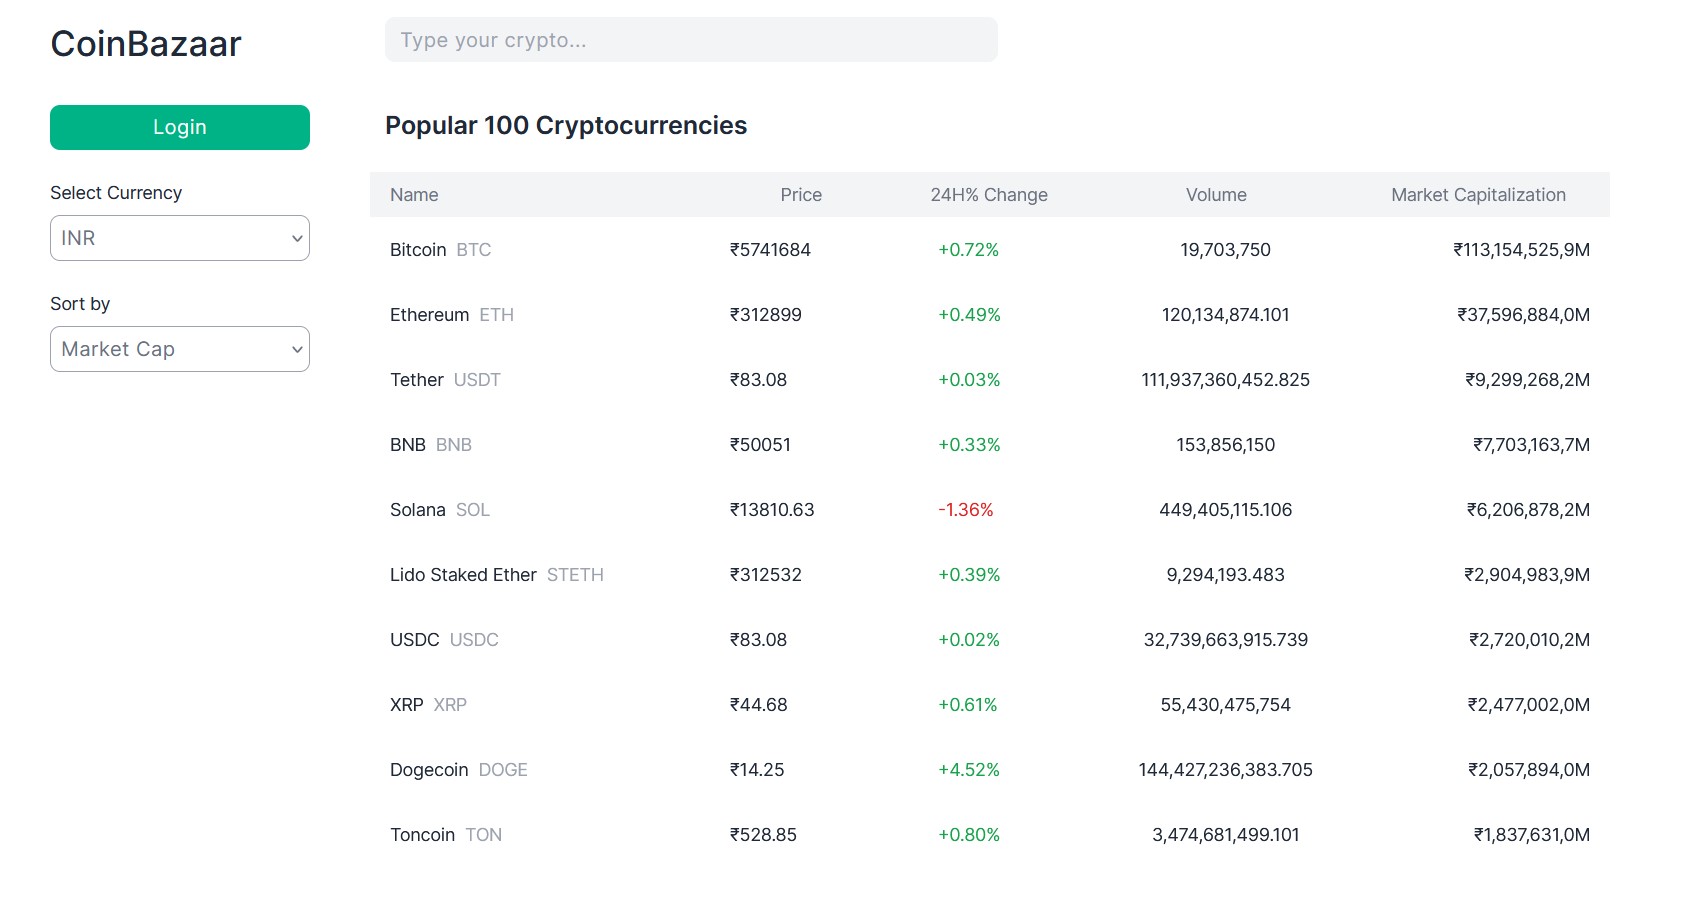 CoinBazaar
Type your crypto...
Login
Select Currency
INR
Sort by
Market Cap
Popular 100 Cryptocurrencies
Name Price 24H% Change Volume Market Capitalization
Bitcoin BTC ₹5741684 +0.72% 19,703,750 ₹113,154,525,9M
Ethereum ETH ₹312899 +0.49% 120,134,874.101 ₹37,596,884,0M
Tether USDT ₹83.08 +0.03% 111,937,360,452.825 ₹9,299,268,2M
BNB BNB ₹50051 +0.33% 153,856,150 ₹7,703,163,7M
Solana SOL ₹13810.63 -1.36% 449,405,115.106 ₹6,206,878,2M
Lido Staked Ether STETH ₹312532 +0.39% 9,294,193.483 ₹2,904,983,9M
USDC USDC ₹83.08 +0.02% 32,739,663,915.739 ₹2,720,010,2M
XRP XRP ₹44.68 +0.61% 55,430,475,754 ₹2,477,002,0M
Dogecoin DOGE ₹14.25 +4.52% 144,427,236,383.705 ₹2,057,894,0M
Toncoin TON ₹528.85 +0.80% 3,474,681,499.101 ₹1,837,631,0M